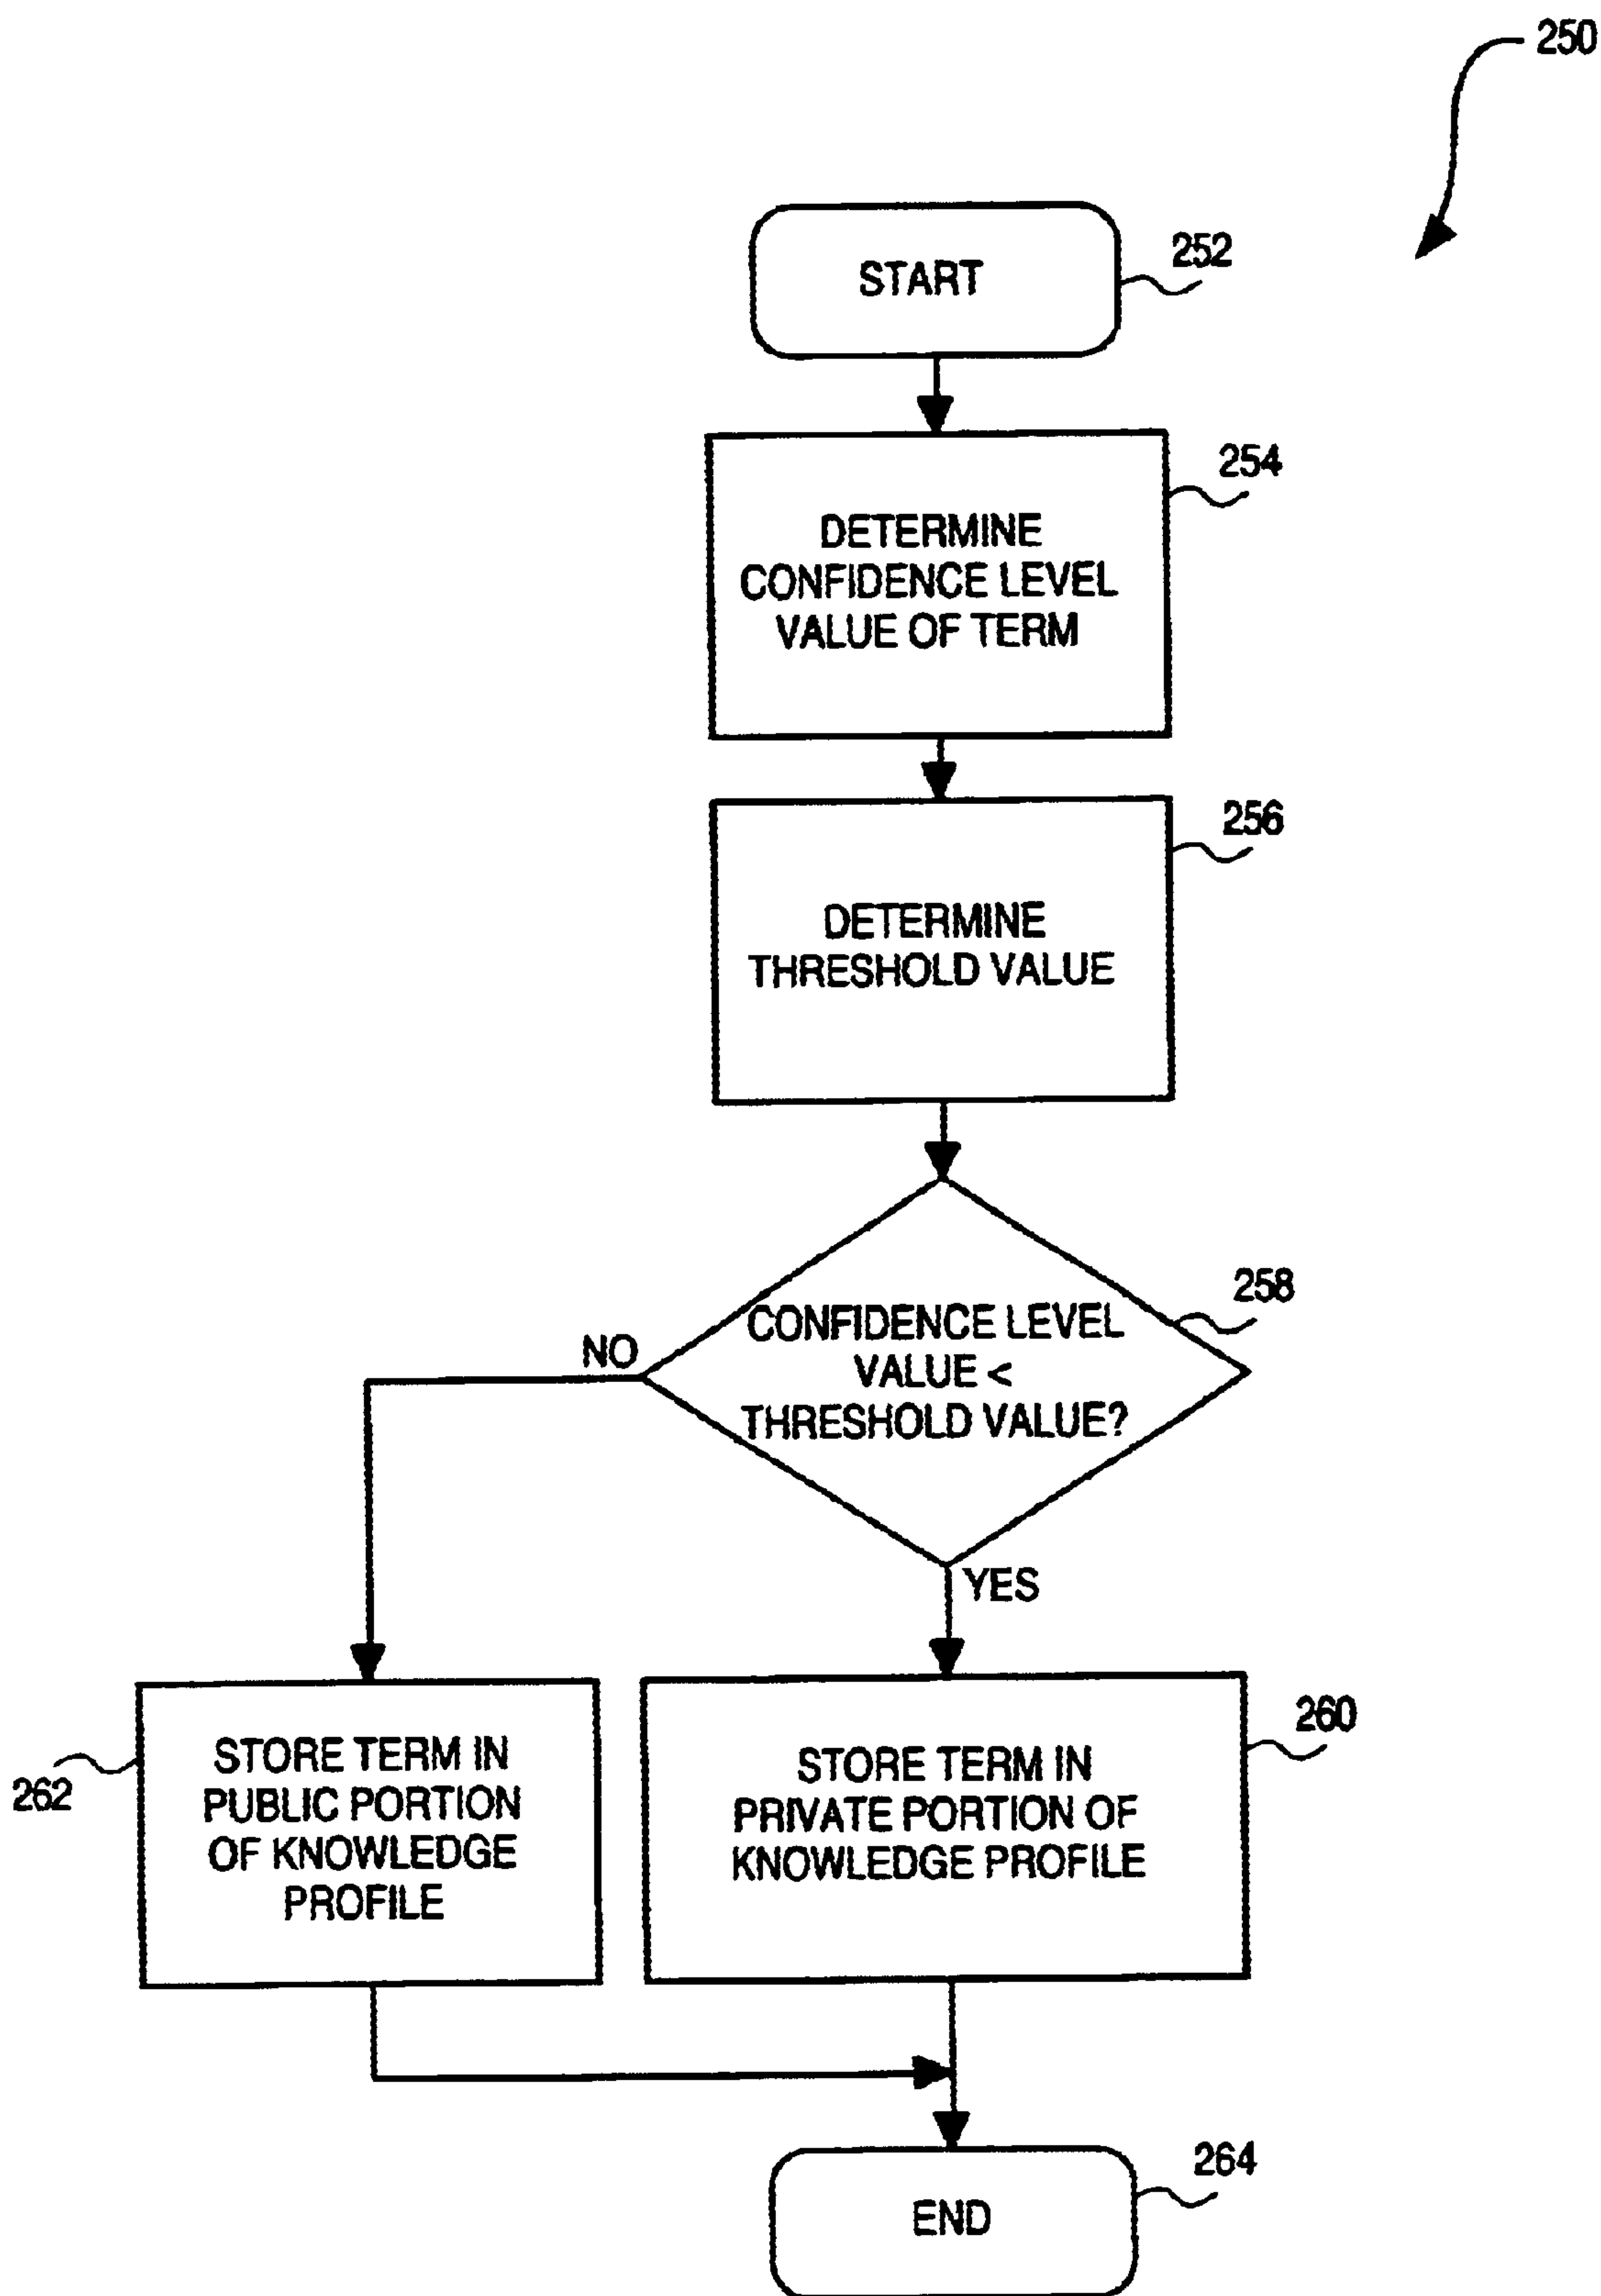 250
START
252
DETERMINE
CONFIDENCE LEVEL
VALUE OF TERM
254
DETERMINE
THRESHOLD VALUE
256
CONFIDENCE LEVEL
VALUE <
THRESHOLD VALUE?
258
NO
YES
STORE TERM IN
PUBLIC PORTION
OF KNOWLEDGE
PROFILE
262
STORE TERM IN
PRIVATE PORTION OF
KNOWLEDGE PROFILE
260
END
264